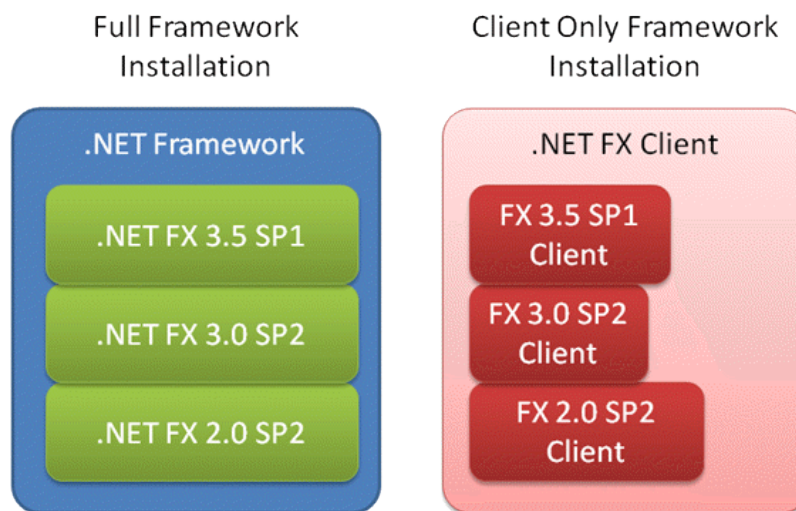 Full Framework
Installation
.NET Framework
.NET FX 3.5 SP1
.NET FX 3.0 SP2
.NET FX 2.0 SP2
Client Only Framework
Installation
.NET FX Client
FX 3.5 SP1
Client
FX 3.0 SP2
Client
FX 2.0 SP2
Client